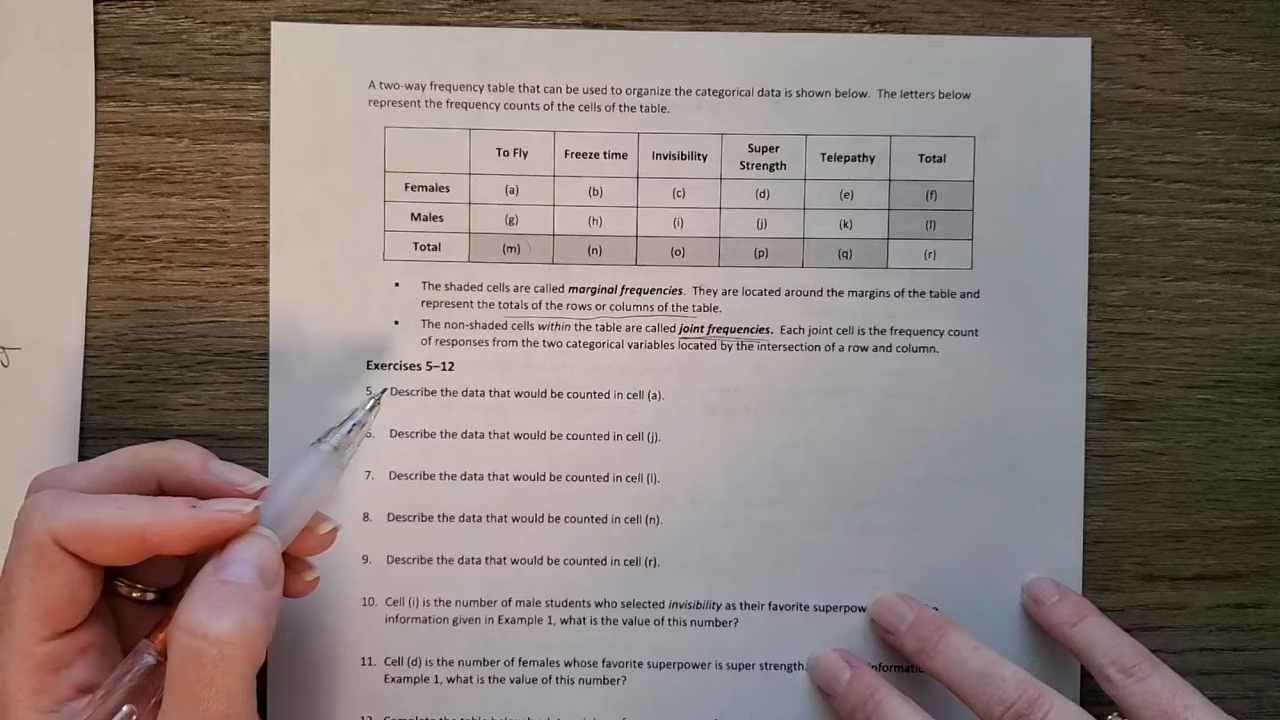 A two-way frequency table that can be used to organize the categorical data is shown below. The letters below
represent the frequency counts of the cells of the table.
To Fly Freeze time Invisibility Super Strength Telepathy Total
Females (a) (b) (c) (d) (e) (f)
Males (g) (h) (i) (j) (k) (l)
Total (m) (n) (o) (p) (q) (r)
▪ The shaded cells are called marginal frequencies. They are located around the margins of the table and
represent the totals of the rows or columns of the table.
▪ The non-shaded cells within the table are called joint frequencies. Each joint cell is the frequency count
of responses from the two categorical variables located by the intersection of a row and column.
Exercises 5–12
5. Describe the data that would be counted in cell (a).
6. Describe the data that would be counted in cell (j).
7. Describe the data that would be counted in cell (l).
8. Describe the data that would be counted in cell (n).
9. Describe the data that would be counted in cell (r).
10. Cell (i) is the number of male students who selected invisibility as their favorite
information given in Example 1, what is the value of this number?
11. Cell (d) is the number of females whose favorite superpower is super strength.
Example 1, what is the value of this number?